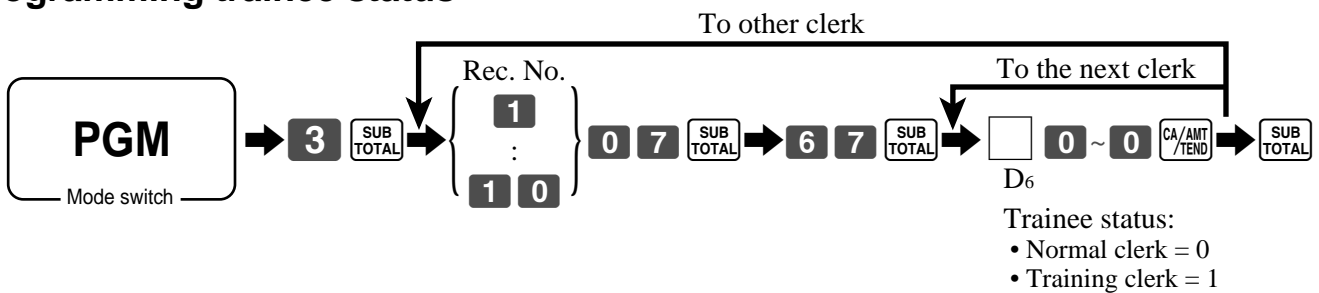 ogramming trainee status
To other clerk
Rec. No.
To the next clerk
PGM
Mode switch
3 SUB TOTAL
1
:
1 0
0 7 SUB TOTAL 6 7 SUB TOTAL 0 ~ 0 CA/AMT /TEND SUB TOTAL
D6
Trainee status:
• Normal clerk = 0
• Training clerk = 1